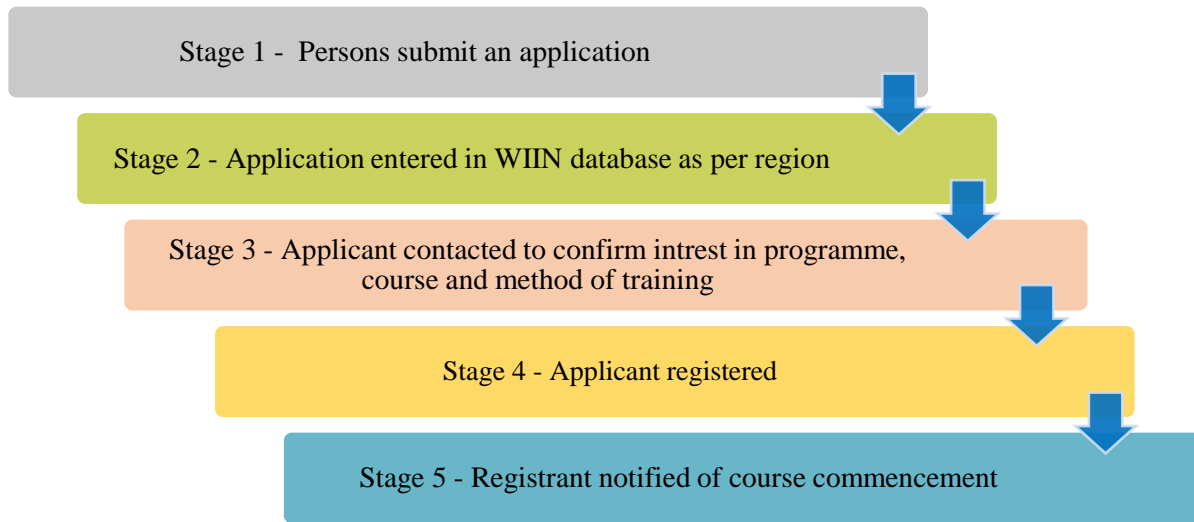 Stage 1 -  Persons submit an application
Stage 2 - Application entered in WIIN database as per region
Stage 3 - Applicant contacted to confirm intrest in programme,
course and method of training
Stage 4 - Applicant registered
Stage 5 - Registrant notified of course commencement